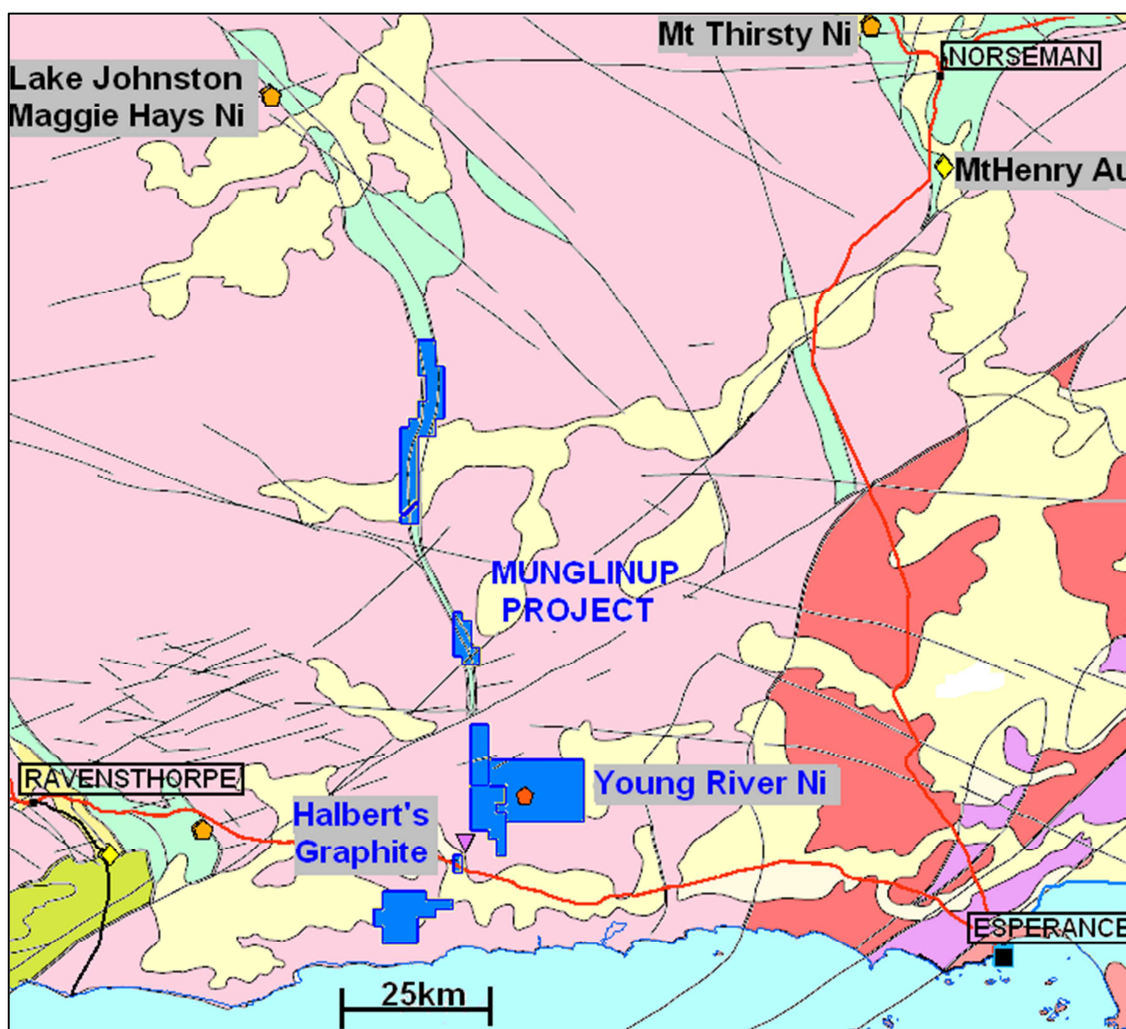 Mt Thirsty Ni
NORSEMAN
Lake Johnston
Maggie Hays Ni
MtHenry Au
MUNGLINUP
PROJECT
RAVENSTHORPE
Young River Ni
Halbert's
Graphite
ESPERANCE
25km